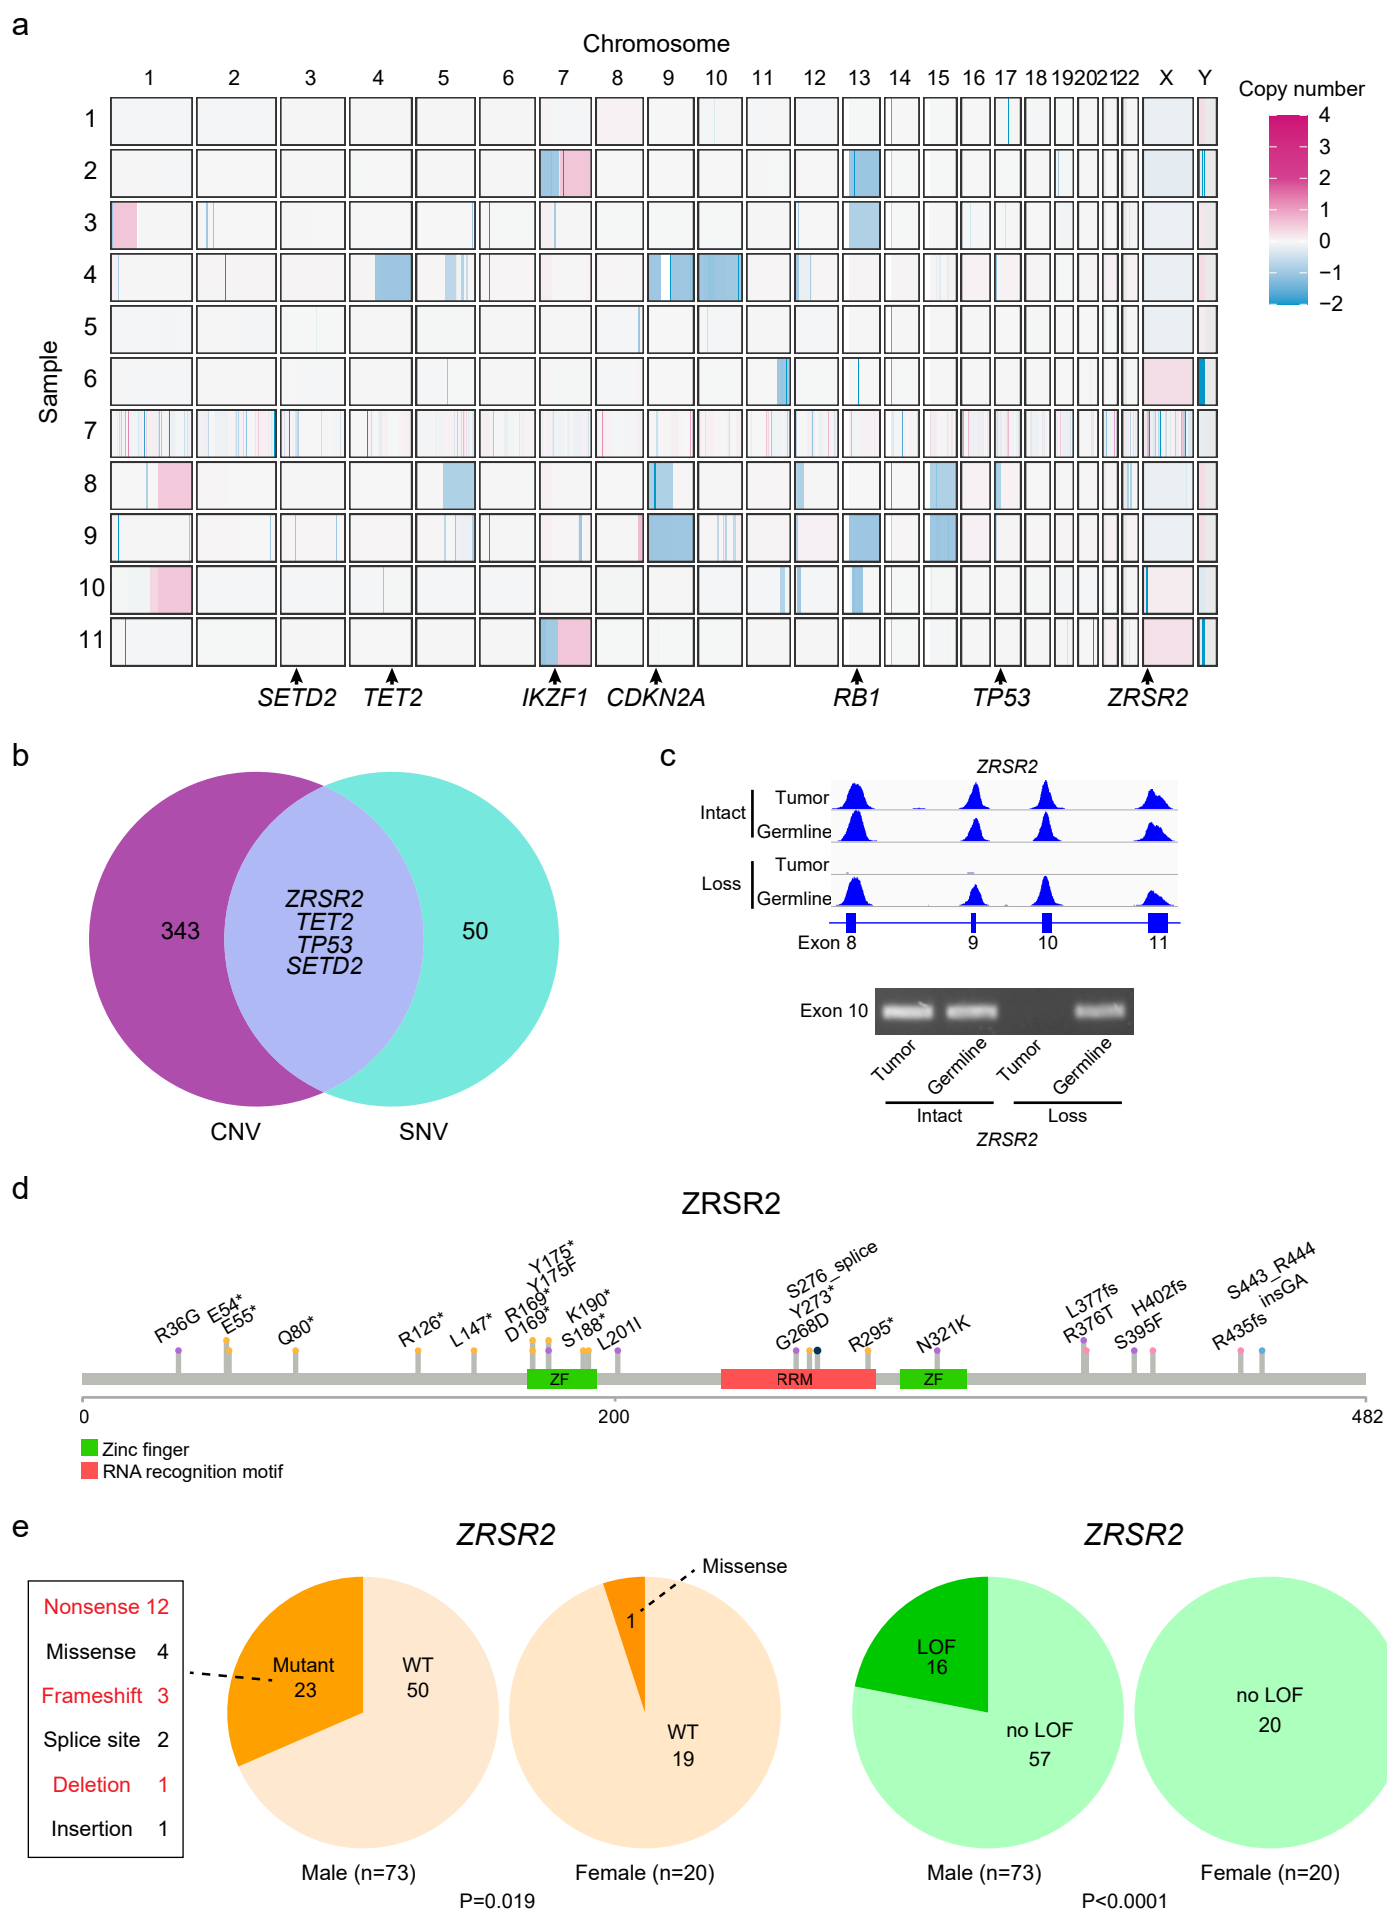 a
Chromosome
1 2 3 4 5 6 7 8 9 10 11 12 13 14 15 16 17 18 19 20 21 22 X Y
Copy number
4
3
2
1
0
−1
−2
Sample
1
2
3
4
5
6
7
8
9
10
11
SETD2 TET2 IKZF1 CDKN2A RB1 TP53 ZRSR2
b
343
ZRSR2
TET2
TP53
SETD2
50
CNV SNV
c
ZRSR2
Intact
Tumor
Germline
Loss
Tumor
Germline
Exon 8 9 10 11
Exon 10
Tumor Germline Tumor Germline
Intact Loss
ZRSR2
d
ZRSR2
R36G
E54*
E55*
Q80*
R126*
L147*
D169*
R169*
Y175F
Y175*
S188*
K190*
L201I
G268D
Y273*
S276_splice
R295*
N321K
R376T
L377fs
S395F
H402fs
R435fs
S443_R444
insGA
ZF RRM ZF
0 200 482
Zinc finger
RNA recognition motif
e
ZRSR2
Nonsense 12
Missense 4
Frameshift 3
Splice site 2
Deletion 1
Insertion 1
Mutant
23
WT
50
Missense
1
WT
19
Male (n=73) Female (n=20)
P=0.019
ZRSR2
LOF
16
no LOF
57
no LOF
20
Male (n=73) Female (n=20)
P<0.0001